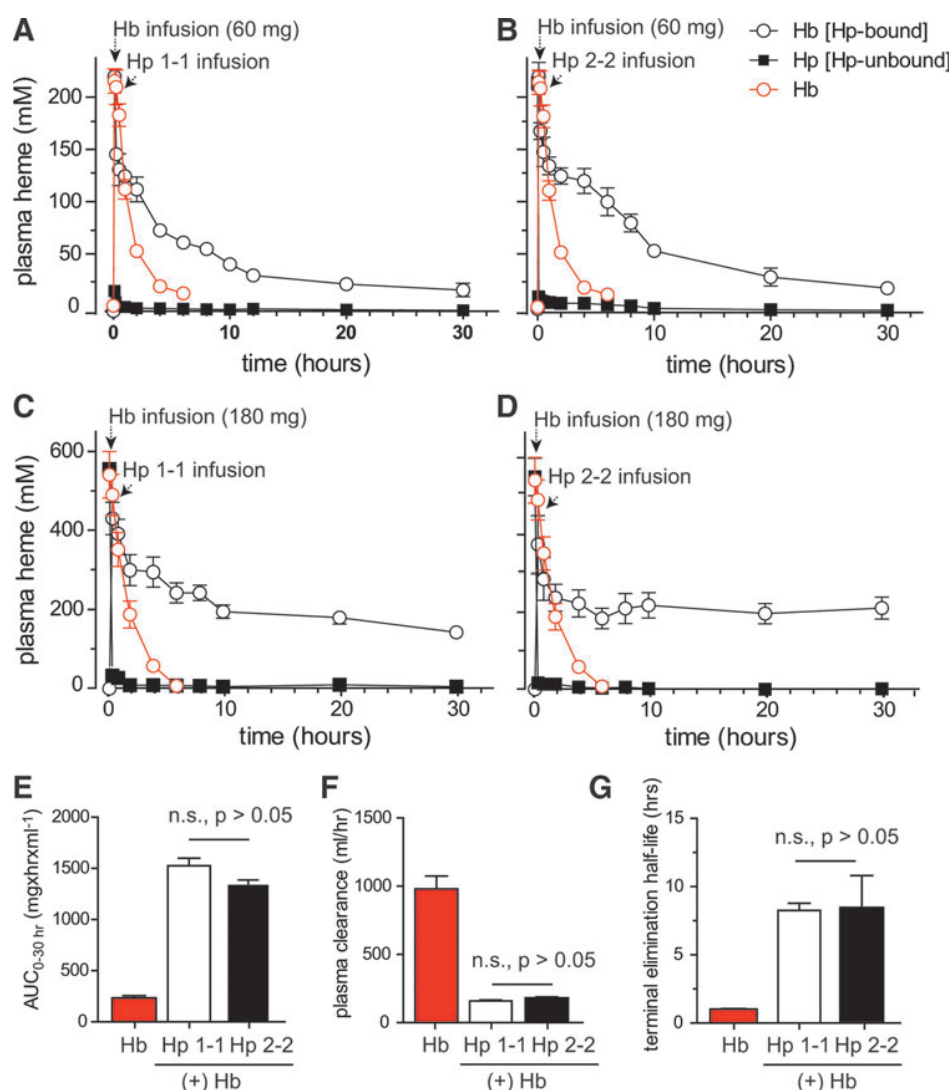 A
Hb infusion (60 mg)
Hp 1-1 infusion
plasma heme (mM)
200
150
100
50
0
0
10
20
30
time (hours)
B
Hb infusion (60 mg)
Hp 2-2 infusion
0
10
20
30
time (hours)
Hb [Hp-bound]
Hp [Hp-unbound]
Hb
C
Hb infusion (180 mg)
Hp 1-1 infusion
plasma heme (mM)
600
400
200
0
0
10
20
30
time (hours)
D
Hb infusion (180 mg)
Hp 2-2 infusion
0
10
20
30
time (hours)
E
AUC0-30 hr (mgxhrxml-1)
2000
1500
1000
500
0
n.s., p > 0.05
Hb
Hp 1-1
Hp 2-2
(+) Hb
F
plasma clearance (ml/hr)
1000
500
0
n.s., p > 0.05
Hb
Hp 1-1
Hp 2-2
(+) Hb
G
terminal elimination half-life (hrs)
15
10
5
0
n.s., p > 0.05
Hb
Hp 1-1
Hp 2-2
(+) Hb